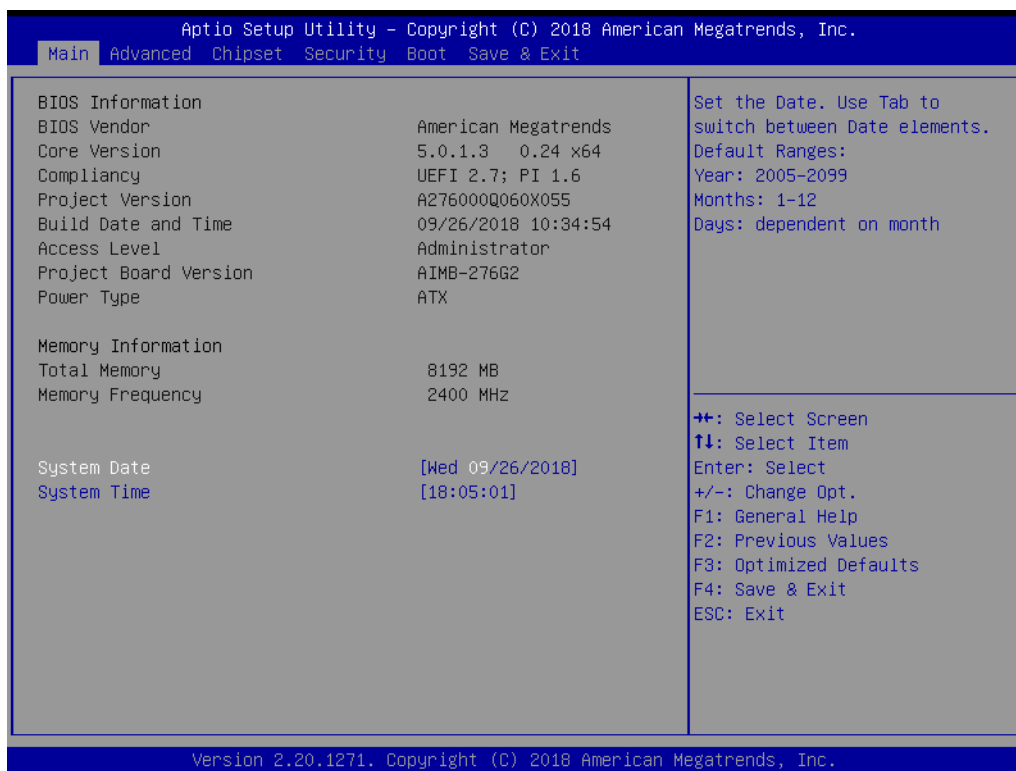 Aptio Setup Utility – Copyright (C) 2018 American Megatrends, Inc.
Main Advanced Chipset Security Boot Save & Exit
BIOS Information
BIOS Vendor American Megatrends
Core Version 5.0.1.3 0.24 x64
Compliancy UEFI 2.7; PI 1.6
Project Version A276000Q060X055
Build Date and Time 09/26/2018 10:34:54
Access Level Administrator
Project Board Version AIMB-276G2
Power Type ATX
Memory Information
Total Memory 8192 MB
Memory Frequency 2400 MHz
System Date [Wed 09/26/2018]
System Time [18:05:01]
Set the Date. Use Tab to
switch between Date elements.
Default Ranges:
Year: 2005-2099
Months: 1-12
Days: dependent on month
→←: Select Screen
↑↓: Select Item
Enter: Select
+/-: Change Opt.
F1: General Help
F2: Previous Values
F3: Optimized Defaults
F4: Save & Exit
ESC: Exit
Version 2.20.1271. Copyright (C) 2018 American Megatrends, Inc.